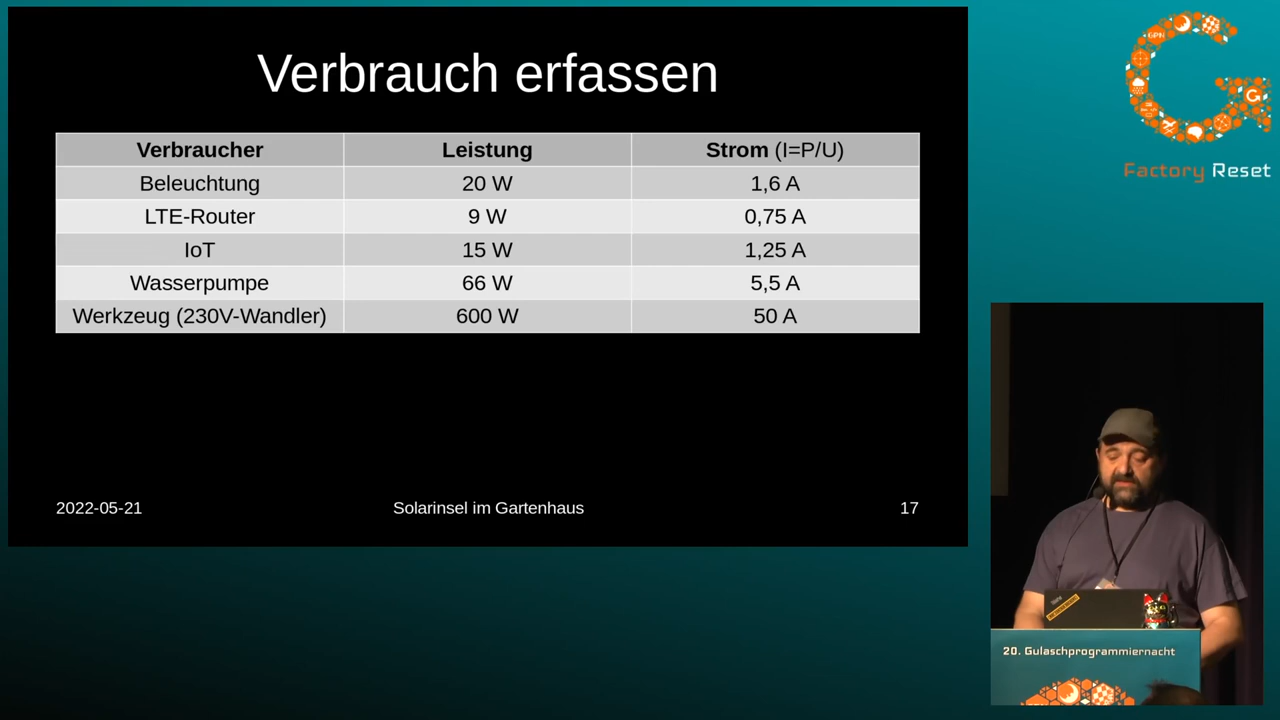 Verbrauch erfassen
Verbraucher Leistung Strom (I=P/U)
Beleuchtung 20 W 1,6 A
LTE-Router 9 W 0,75 A
IoT 15 W 1,25 A
Wasserpumpe 66 W 5,5 A
Werkzeug (230V-Wandler) 600 W 50 A
2022-05-21 Solarinsel im Gartenhaus 17
GPN
Factory Reset
20. Gulaschprogrammiernacht